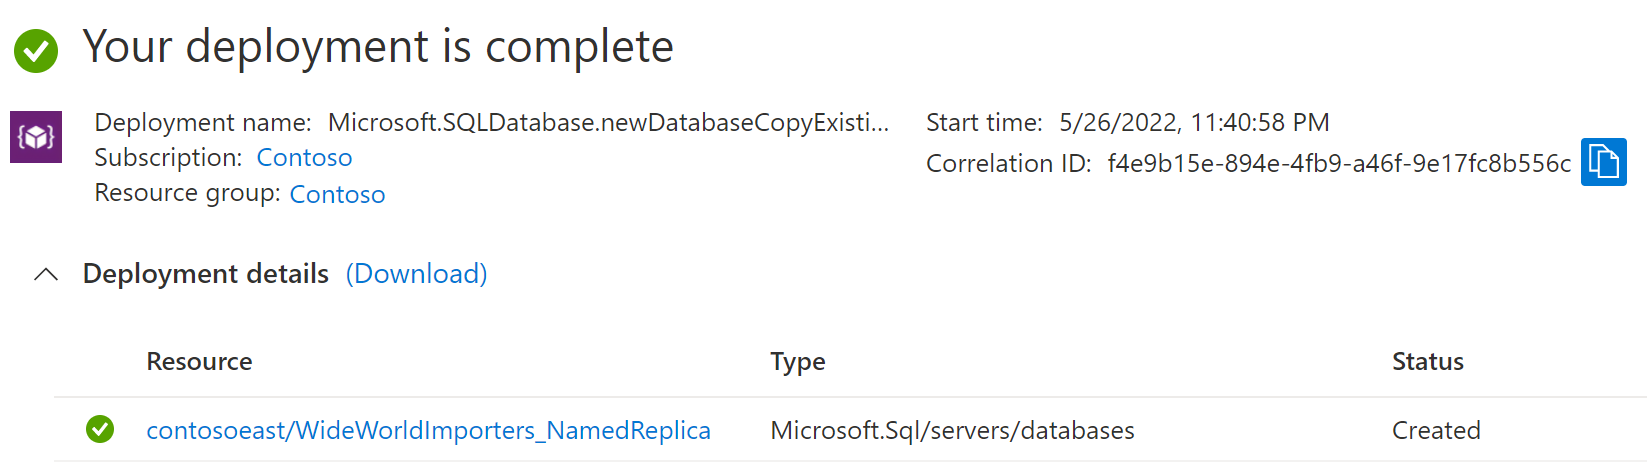 Your deployment is complete
Deployment name: Microsoft.SQLDatabase.newDatabaseCopyExisti...
Subscription: Contoso
Resource group: Contoso
Start time: 5/26/2022, 11:40:58 PM
Correlation ID: f4e9b15e-894e-4fb9-a46f-9e17fc8b556c
Deployment details (Download)
Resource Type Status
contosoeast/WideWorldImporters_NamedReplica Microsoft.Sql/servers/databases Created